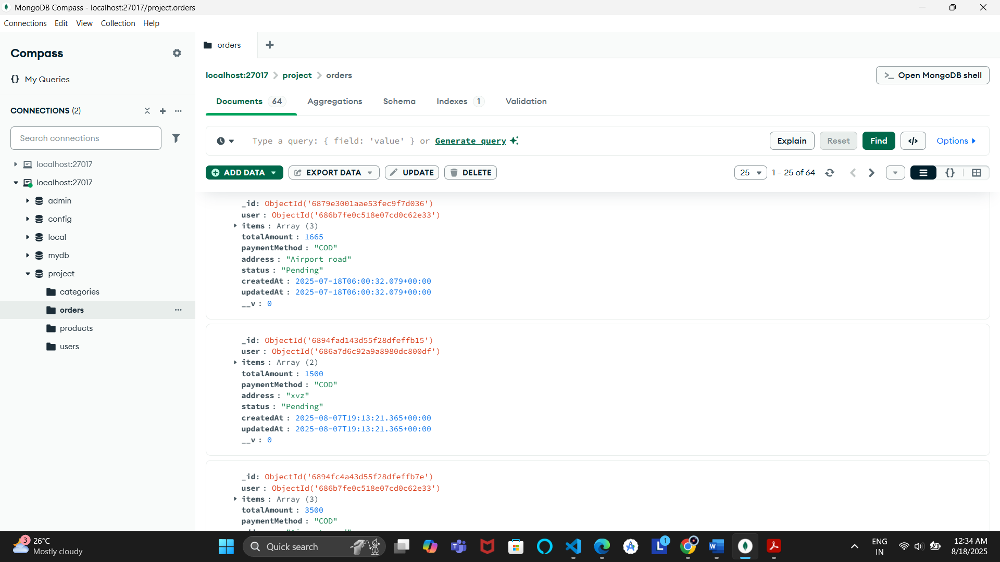 MongoDB Compass - localhost:27017/project.orders
Connections Edit View Collection Help
Compass
My Queries
CONNECTIONS (2)
Search connections
localhost:27017
localhost:27017
admin
config
local
mydb
project
categories
orders
products
users
orders
localhost:27017 project orders
>_ Open MongoDB shell
Documents 64 Aggregations Schema Indexes 1 Validation
Type a query: { field: 'value' } or Generate query
Explain Reset Find </> Options
ADD DATA EXPORT DATA UPDATE DELETE
25 1 – 25 of 64 {}
_id: ObjectId('6879e3001aae53fec9f7d036')
user : ObjectId('686b7fe0c518e07cd0c62e33')
items : Array (3)
totalAmount : 1665
paymentMethod : "COD"
address : "Airport road"
status : "Pending"
createdAt : 2025-07-18T06:00:32.079+00:00
updatedAt : 2025-07-18T06:00:32.079+00:00
__v : 0
_id: ObjectId('6894fad143d55f28dfeffb15')
user : ObjectId('686a7d6c92a9a8980dc800df')
items : Array (2)
totalAmount : 1500
paymentMethod : "COD"
address : "xvz"
status : "Pending"
createdAt : 2025-08-07T19:13:21.365+00:00
updatedAt : 2025-08-07T19:13:21.365+00:00
__v : 0
_id: ObjectId('6894fc4a43d55f28dfeffb7e')
user : ObjectId('686b7fe0c518e07cd0c62e33')
items : Array (3)
totalAmount : 3500
paymentMethod : "COD"
3
26°C
Mostly cloudy
Quick search
1
ENG
IN
12:34 AM
8/18/2025